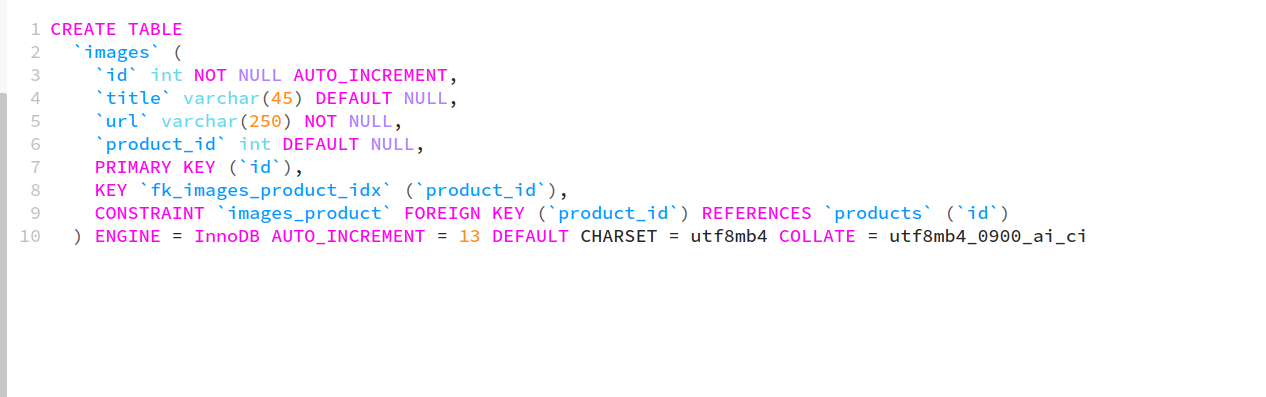 1 CREATE TABLE
2 `images` (
3 `id` int NOT NULL AUTO_INCREMENT,
4 `title` varchar(45) DEFAULT NULL,
5 `url` varchar(250) NOT NULL,
6 `product_id` int DEFAULT NULL,
7 PRIMARY KEY (`id`),
8 KEY `fk_images_product_idx` (`product_id`),
9 CONSTRAINT `images_product` FOREIGN KEY (`product_id`) REFERENCES `products` (`id`)
10 ) ENGINE = InnoDB AUTO_INCREMENT = 13 DEFAULT CHARSET = utf8mb4 COLLATE = utf8mb4_0900_ai_ci